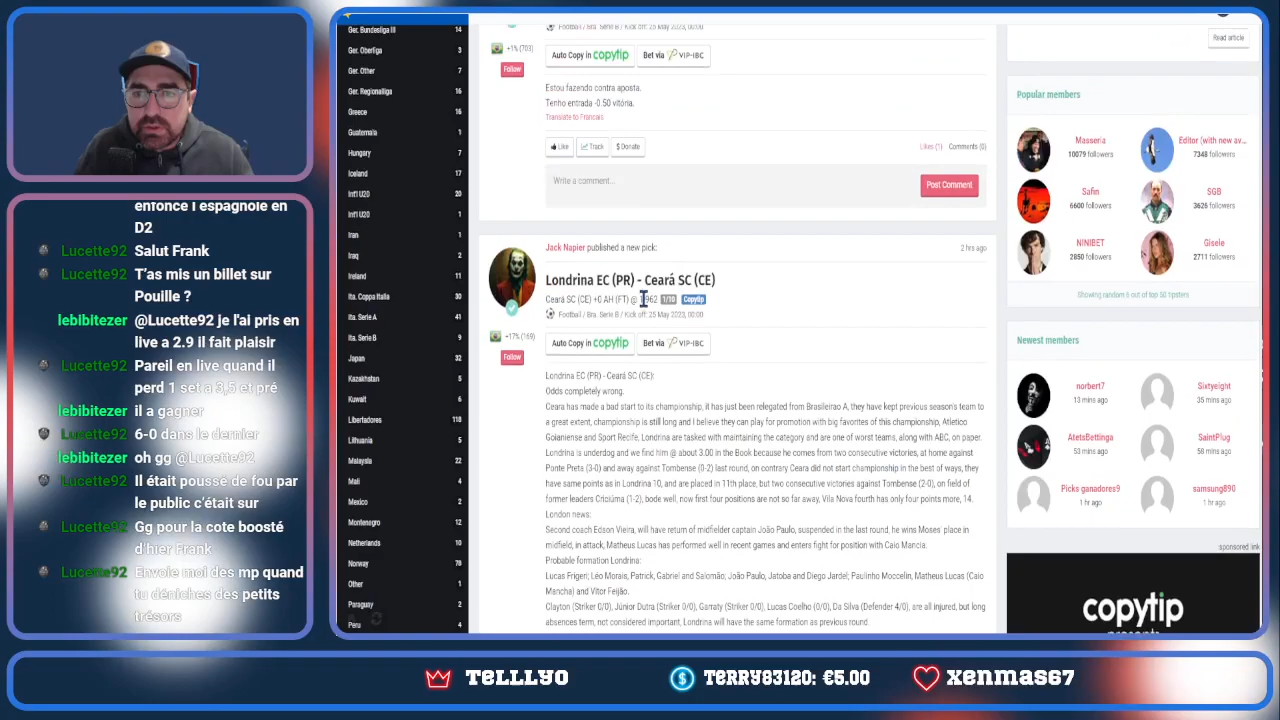 enfonce l espagnole en
D2
Lucette92 Salut Frank
Lucette92 T'as mis un billet sur
Pouille ?
lebibitezer @Lucette92 je l'ai pris en
live a 2.9 il fait plaisir
Lucette92 Pareil en live quand il
perd 1 set a 3,5 et pré
lebibitezer il a gagner
Lucette92 6-0 dans le dernier
lebibitezer oh gg @Lucette92
Lucette92 Il était pousse de fou par
le public c'était sur
Lucette92 Gg pour la cote boosté
d'hier Frank
Lucette92 Envoie moi des mp quand
tu déniches des petits
trésors
Ger. Bundesliga III 14
Ger. Oberliga 3
Ger. Other 7
Ger. Regionalliga 16
Greece 16
Guatemala 1
Hungary 7
Iceland 17
Int'l U20 20
Int'l U20 1
Iran 1
Iraq 2
Ireland 11
Ita. Coppa Italia 30
Ita. Serie A 41
Ita. Serie B 9
Japan 32
Kazakhstan 5
Kuwait 6
Libertadores 118
Lithuania 5
Malaysia 22
Mali 4
Mexico 2
Montenegro 12
Netherlands 10
Norway 78
Other 1
Paraguay 2
Peru 4
Football / Bra. Serie B / Kick off: 25 May 2023, 00:00
+1% (703)
Follow
Auto Copy in copytip
Bet via VIP-IBC
Estou fazendo contra aposta.
Tenho entrada -0.50 vitória.
Translate to Francais
Like
Track
$ Donate
Likes (1) Comments (0)
Write a comment...
Post Comment
Jack Napier published a new pick:
2 hrs ago
Londrina EC (PR) - Ceará SC (CE)
Ceará SC (CE) +0 AH (FT) @ 1.962 1/10 Copytip
Football / Bra. Serie B / Kick off: 25 May 2023, 00:00
+17% (169)
Follow
Auto Copy in copytip
Bet via VIP-IBC
Londrina EC (PR) - Ceará SC (CE):
Odds completely wrong.
Ceara has made a bad start to its championship, it has just been relegated from Brasileirao A, they have kept previous season's team to
a great extent, championship is still long and I believe they can play for promotion with big favorites of this championship, Atletico
Goianiense and Sport Recife, Londrina are tasked with maintaining the category and are one of worst teams, along with ABC, on paper.
Londrina is underdog and we find him @ about 3.00 in the Book because he comes from two consecutive victories, at home against
Ponte Preta (3-0) and away against Tombense (0-2) last round, on contrary Ceara did not start championship in the best of ways, they
have same points as in Londrina 10, and are placed in 11th place, but two consecutive victories against Tombense (2-0), on field of
former leaders Criziúma (1-2), bode well, now first four positions are not so far away, Vila Nova fourth has only four points more, 14.
London news:
Second coach Edson Vieira, will have return of midfielder captain João Paulo, suspended in the last round, he wins Moses' place in
midfield, in attack, Matheus Lucas has performed well in recent games and enters fight for position with Caio Mancia.
Probable formation Londrina:
Lucas Frigeri; Léo Morais, Patrick, Gabriel and Salomão; João Paulo, Jatoba and Diego Jardel; Paulinho Moccelin, Matheus Lucas (Caio
Mancia) and Vitor Feijão.
Clayton (Striker 0/0), Júnior Dutra (Striker 0/0), Garraty (Striker 0/0), Lucas Coelho (0/0), Da Silva (Defender 4/0), are all injured, but long
absences term, not considered important, Londrina will have the same formation as previous round.
Read article
Popular members
Masseria
10079 followers
Editor (with new av...
7348 followers
Safin
6600 followers
SGB
3626 followers
NINIBET
2850 followers
Gisele
2711 followers
Showing random 6 out of top 50 tipsters
Newest members
norbert7
13 mins ago
Sixtyeight
35 mins ago
AtetsBettinga
53 mins ago
SaintPlug
58 mins ago
Picks ganadores9
1 hr ago
samsung890
1 hr ago
sponsored link
copytip
TELLLYO
TERRY83120: €5.00
XENMAS67